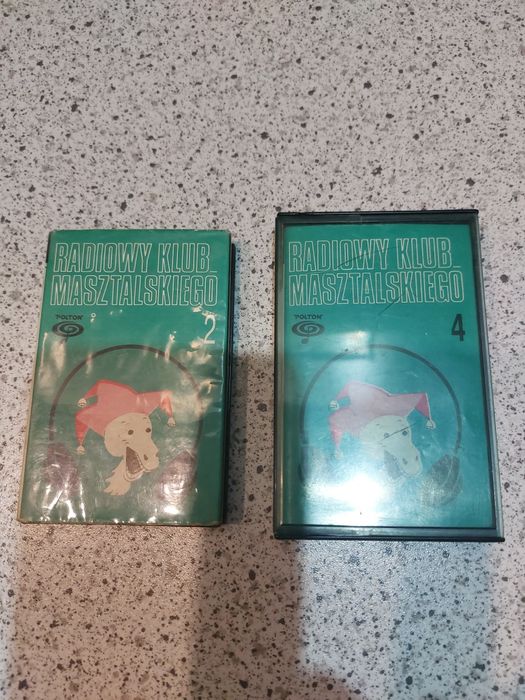 RADIOWY KLUB
MASZTALSKIEGO
POLTON
2
RADIOWY KLUB
MASZTALSKIEGO
POLTON
4